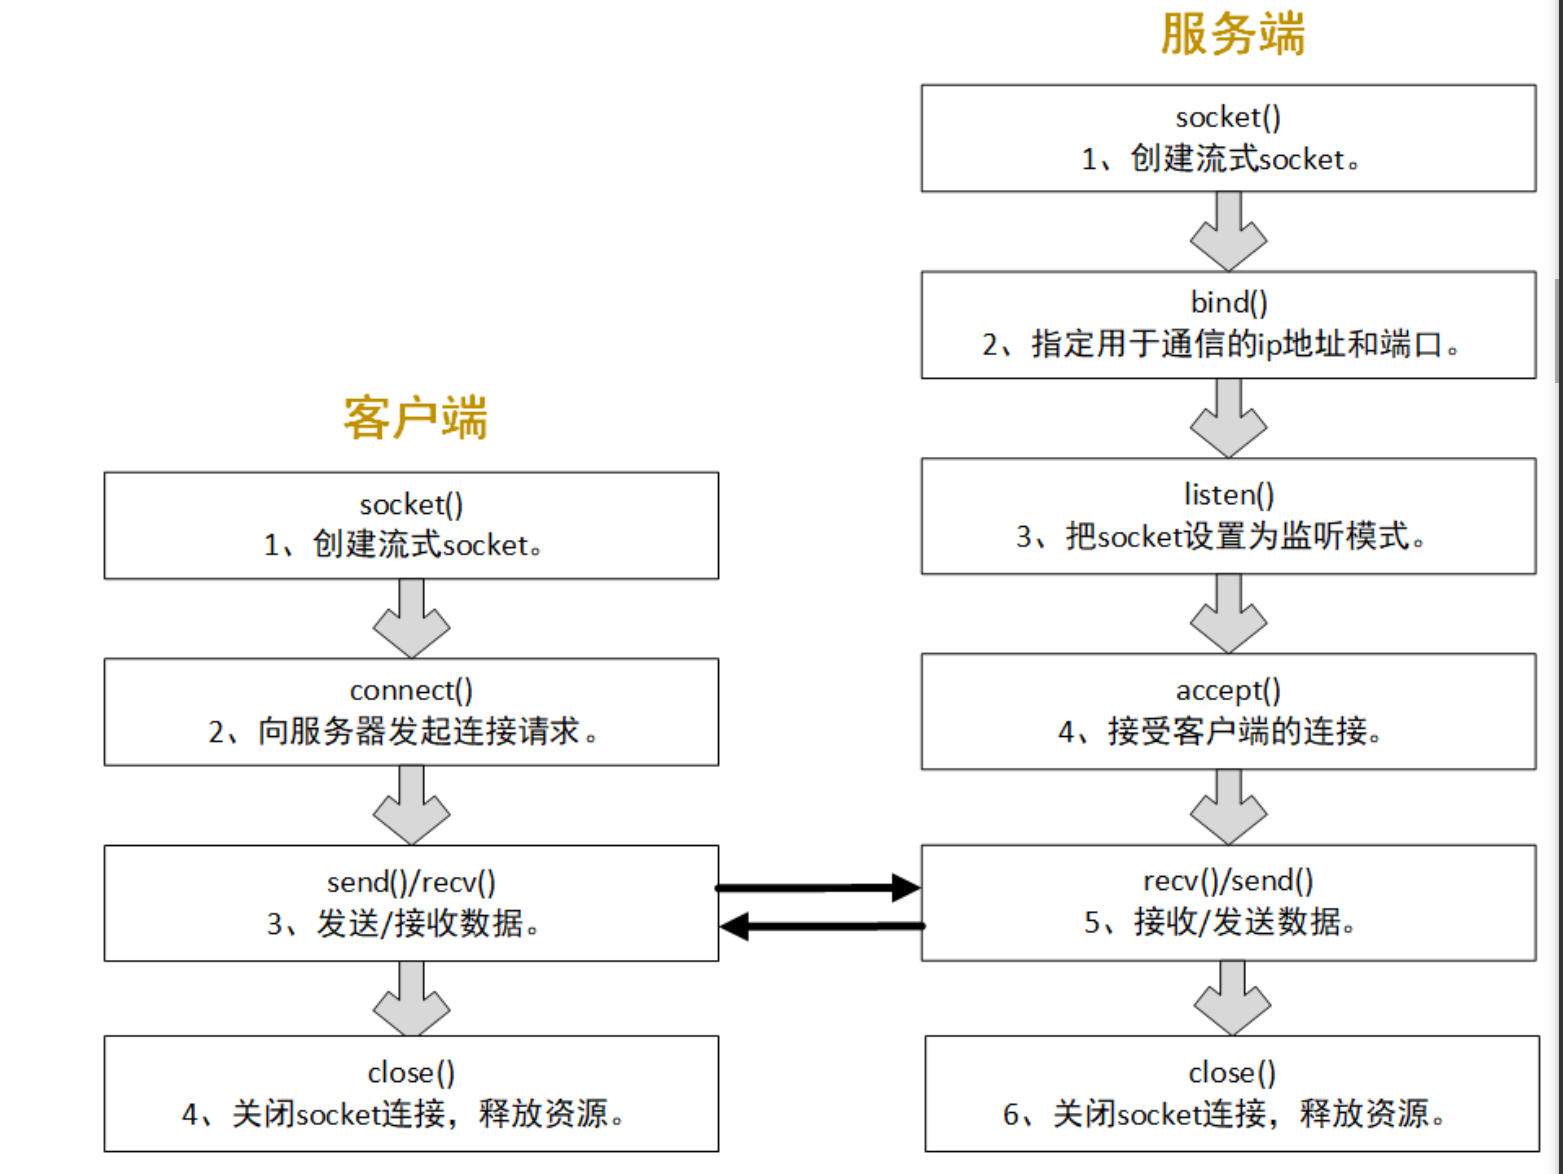 服务端
socket()
1、创建流式socket。
bind()
2、指定用于通信的ip地址和端口。
listen()
3、把socket设置为监听模式。
accept()
4、接受客户端的连接。
recv()/send()
5、接收/发送数据。
close()
6、关闭socket连接，释放资源。
客户端
socket()
1、创建流式socket。
connect()
2、向服务器发起连接请求。
send()/recv()
3、发送/接收数据。
close()
4、关闭socket连接，释放资源。